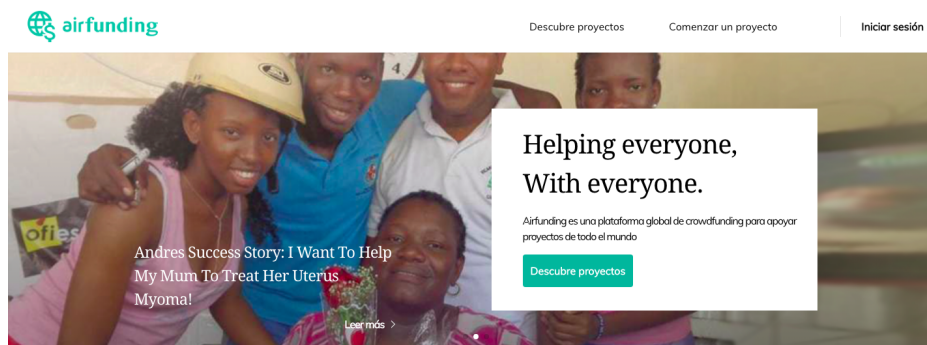 airfunding
Descubre proyectos
Comenzar un proyecto
Iniciar sesión
4
ofies
Helping everyone,
With everyone.
Airfunding es una plataforma global de crowdfunding para apoyar
proyectos de todo el mundo
Descubre proyectos
Andres Success Story: I Want To Help
My Mum To Treat Her Uterus
Myoma!
Leer más >